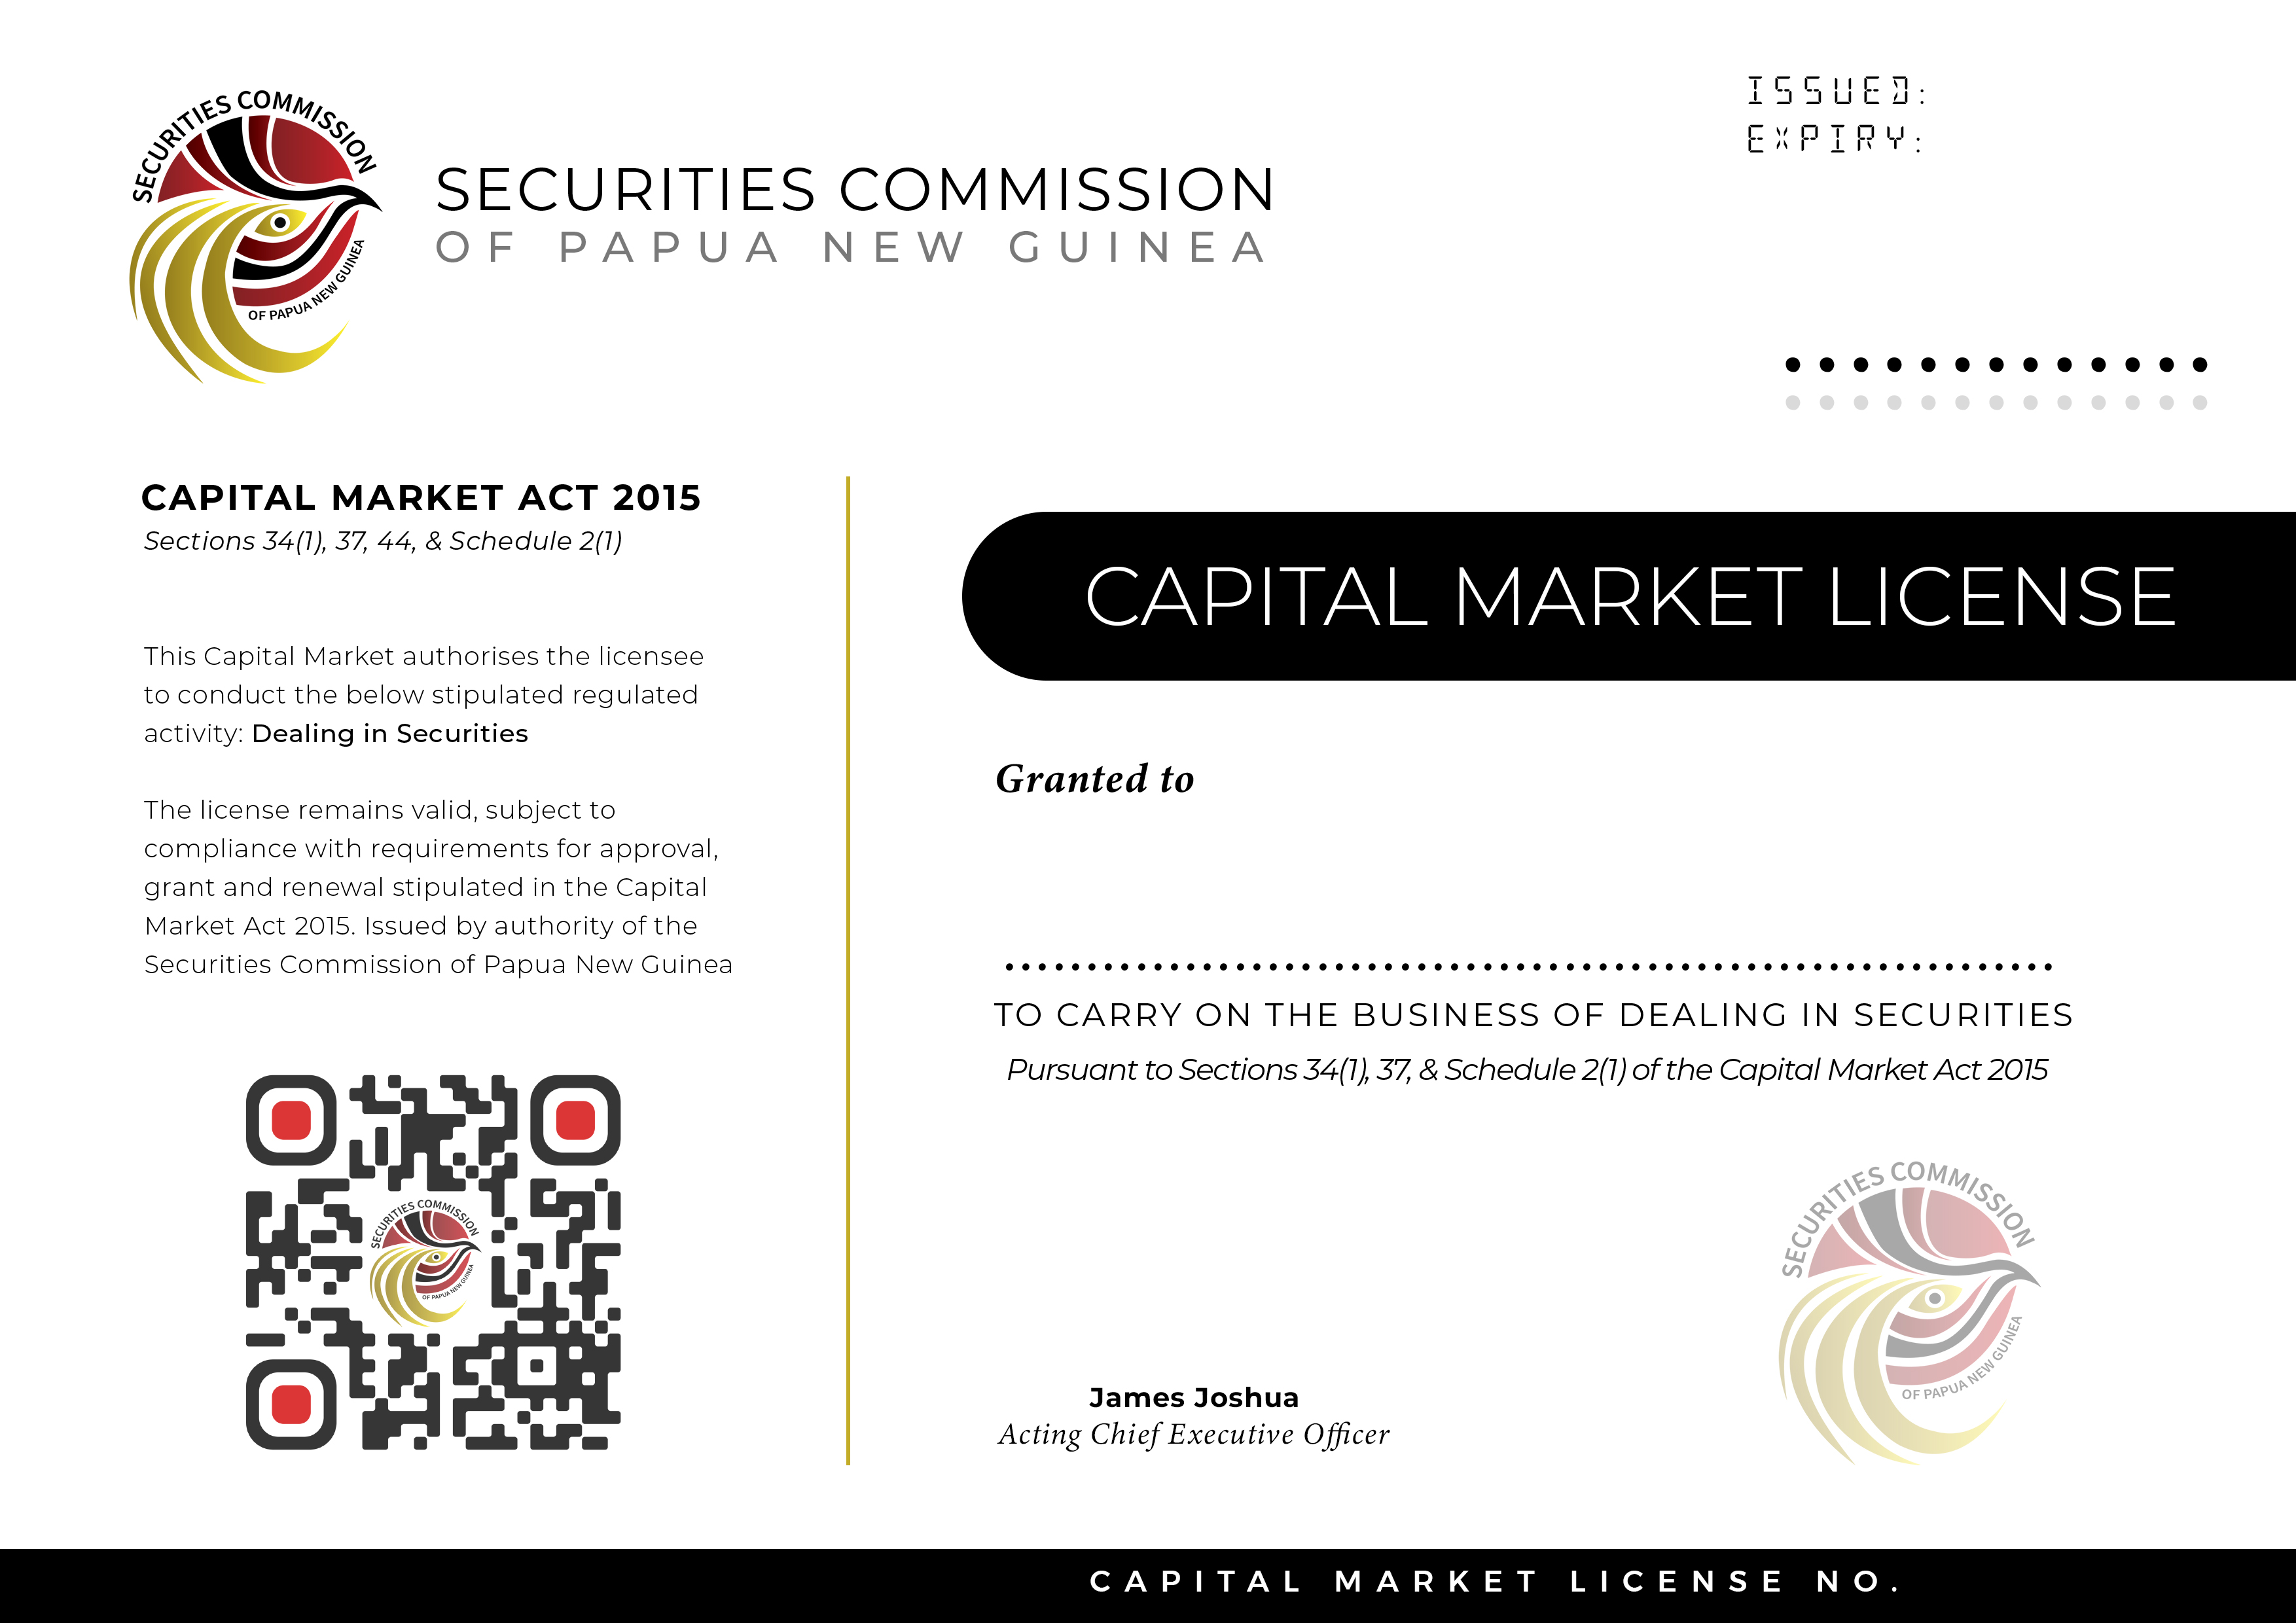 SECURITIES COMMISSION
OF PAPUA NEW GUINEA
SECURITIES COMMISSION
OF PAPUA NEW GUINEA
ISSUED:
EXPIRY:
CAPITAL MARKET ACT 2015
Sections 34(1), 37, 44, & Schedule 2(1)
This Capital Market authorises the licensee
to conduct the below stipulated regulated
activity: Dealing in Securities
The license remains valid, subject to
compliance with requirements for approval,
grant and renewal stipulated in the Capital
Market Act 2015. Issued by authority of the
Securities Commission of Papua New Guinea
SECURITIES COMMISSION
OF PAPUA NEW GUINEA
CAPITAL MARKET LICENSE
Granted to
TO CARRY ON THE BUSINESS OF DEALING IN SECURITIES
Pursuant to Sections 34(1), 37, & Schedule 2(1) of the Capital Market Act 2015
James Joshua
Acting Chief Executive Officer
SECURITIES COMMISSION
OF PAPUA NEW GUINEA
CAPITAL MARKET LICENSE NO.